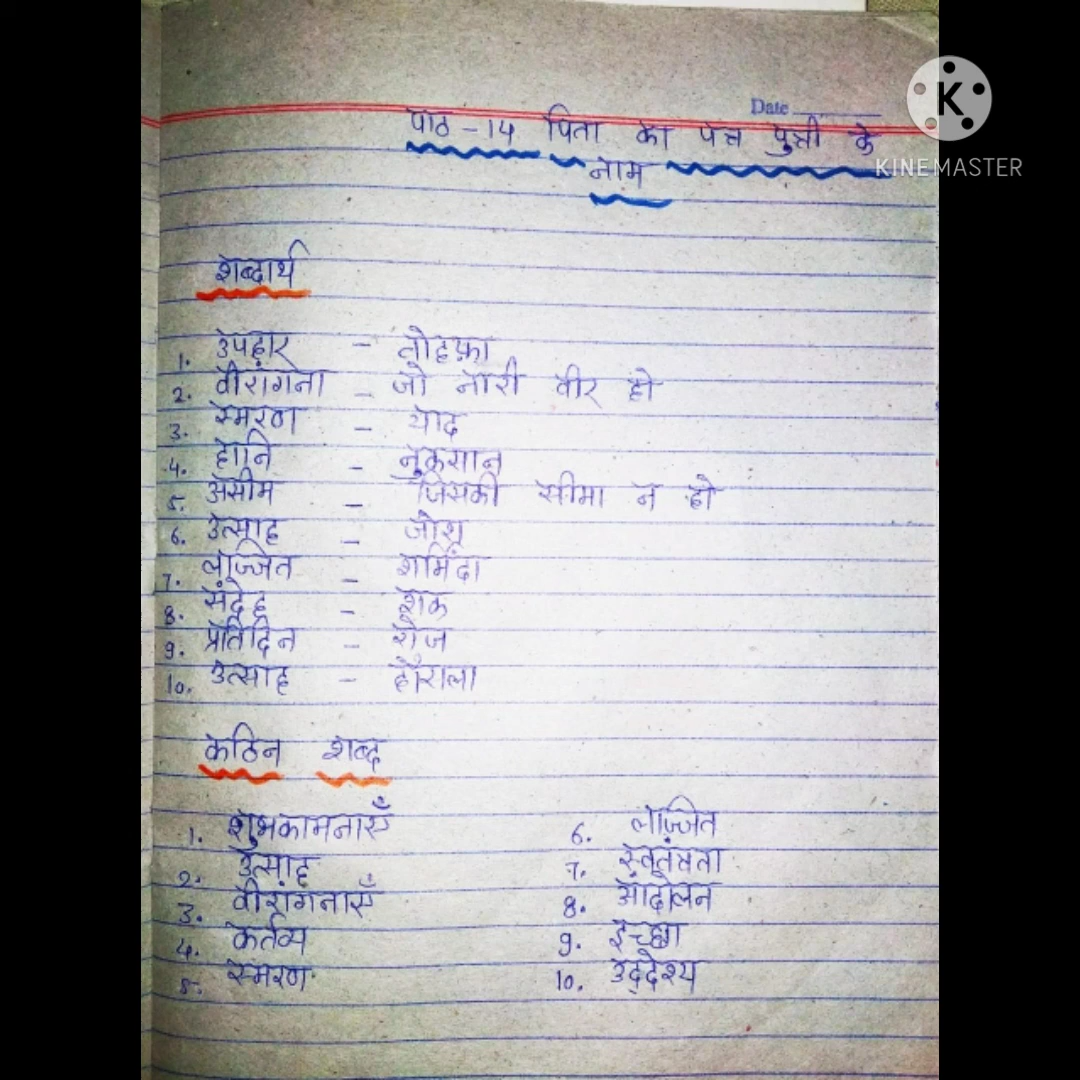 Date
पाठ - 14 पिता का पत्र पुत्री के
नाम
K
KINEMASTER
शब्दार्थ
1. उपहार - तोहफ़ा
2. वीरांगना - जो नारी वीर हो
3. स्मरण - याद
4. हानि - नुकसान
5. असीम - जिसकी सीमा न हो
6. उत्साह - जोश
7. लज्जित - शर्मिंदा
8. संदेह - शक
9. प्रतिदिन - रोज
10. उत्साह - हौंसला
कठिन शब्द
1. शुभकामनाएँ 6. लज्जित
2. उत्साह 7. स्वतंत्रता
3. वीरांगनाएँ 8. आंदोलन
4. कर्तव्य 9. इच्छा
5. स्मरण 10. उद्देश्य